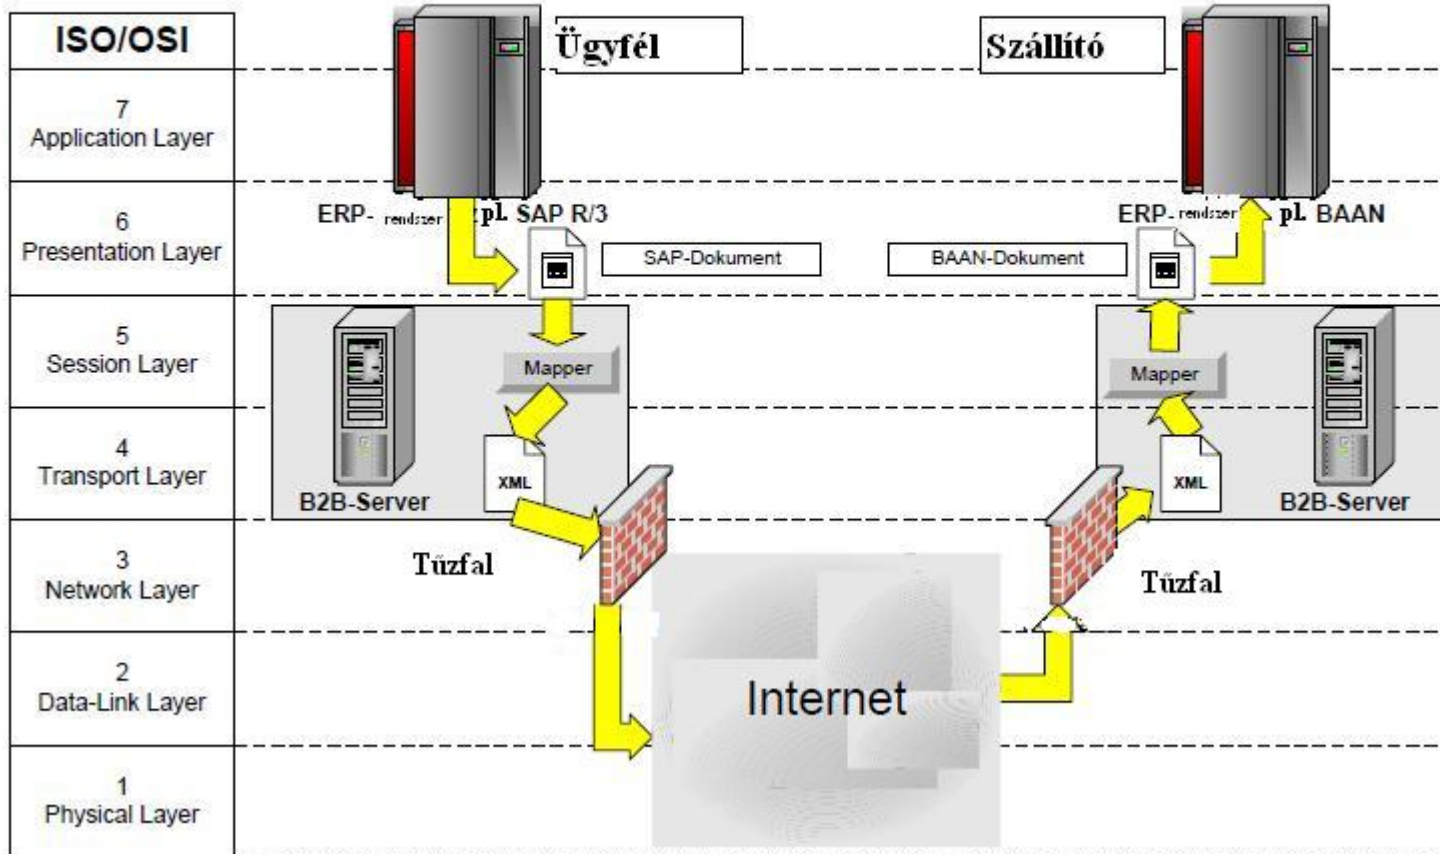 ISO/OSI
Ügyfél
Szállító
7
Application Layer
ERP- rendszer pl. SAP R/3
ERP- rendszer pl. BAAN
6
Presentation Layer
SAP-Dokument
BAAN-Dokument
5
Session Layer
Mapper
Mapper
4
Transport Layer
XML
XML
B2B-Server
B2B-Server
3
Network Layer
Tűzfal
Tűzfal
2
Data-Link Layer
Internet
1
Physical Layer